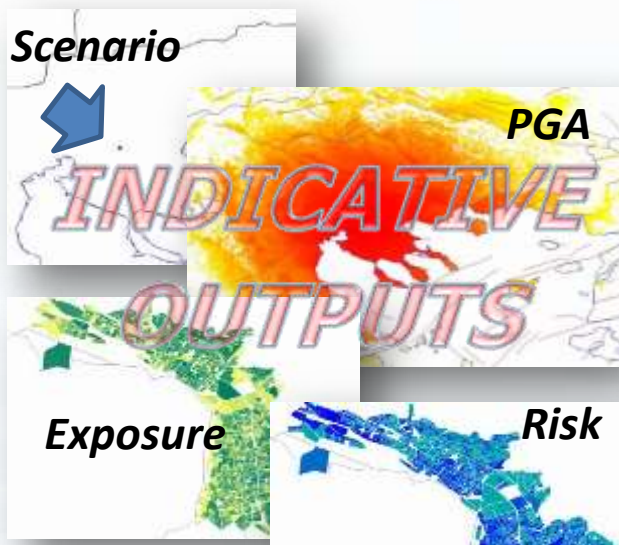 Scenario
PGA
INDICATIVE
OUTPUTS
Exposure
Risk